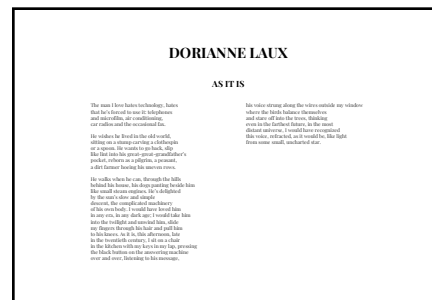 DORIANNE LAUX
AS IT IS
The man I love hates technology, hates
that he's forced to use it: telephones
and microfilm, air conditioning,
car radios and the occasional fax.
He wishes he lived in the old world,
sitting on a stump carving a clothespin
or a spoon. He wants to go back, slip
like lint into his great-great-grandfather's
pocket, reborn as a pilgrim, a peasant,
a dirt farmer hoeing his uneven rows.
He walks when he can, through the hills
behind his house, his dogs panting beside him
like small steam engines. He's delighted
by the sun's slow and simple
descent, the complicated machinery
of his own body. I would have loved him
in any era, in any dark age; I would take him
into the twilight and unwind him, slide
my fingers through his hair and pull him
to his knees. As it is, this afternoon, late
in the twentieth century, I sit on a chair
in the kitchen with my keys in my lap, pressing
the black button on the answering machine
over and over, listening to his message,
his voice strung along the wires outside my window
where the birds balance themselves
and stare off into the trees, thinking
even in the farthest future, in the most
distant universe, I would have recognized
this voice, refracted, as it would be, like light
from some small, uncharted star.